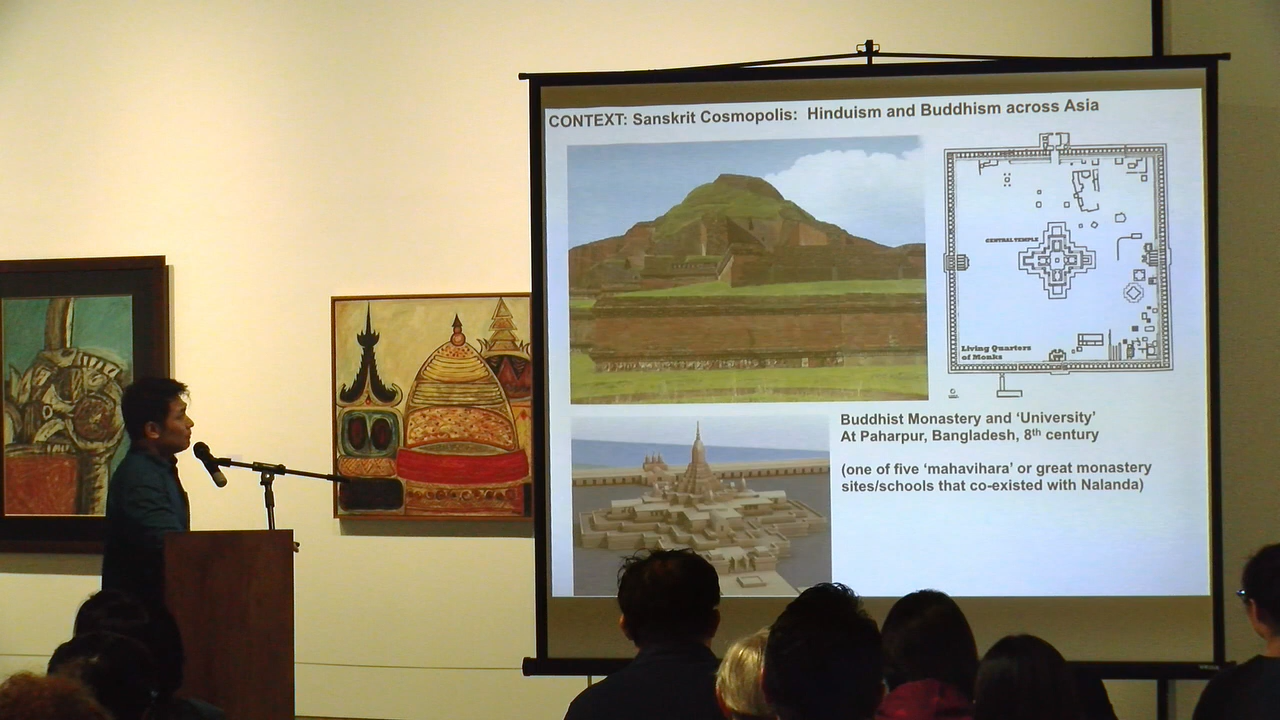 CONTEXT: Sanskrit Cosmopolis: Hinduism and Buddhism across Asia
CENTRAL TEMPLE
Living Quarters
of Monks
Buddhist Monastery and ‘University’
At Paharpur, Bangladesh, 8th century
(one of five ‘mahavihara’ or great monastery
sites/schools that co-existed with Nalanda)